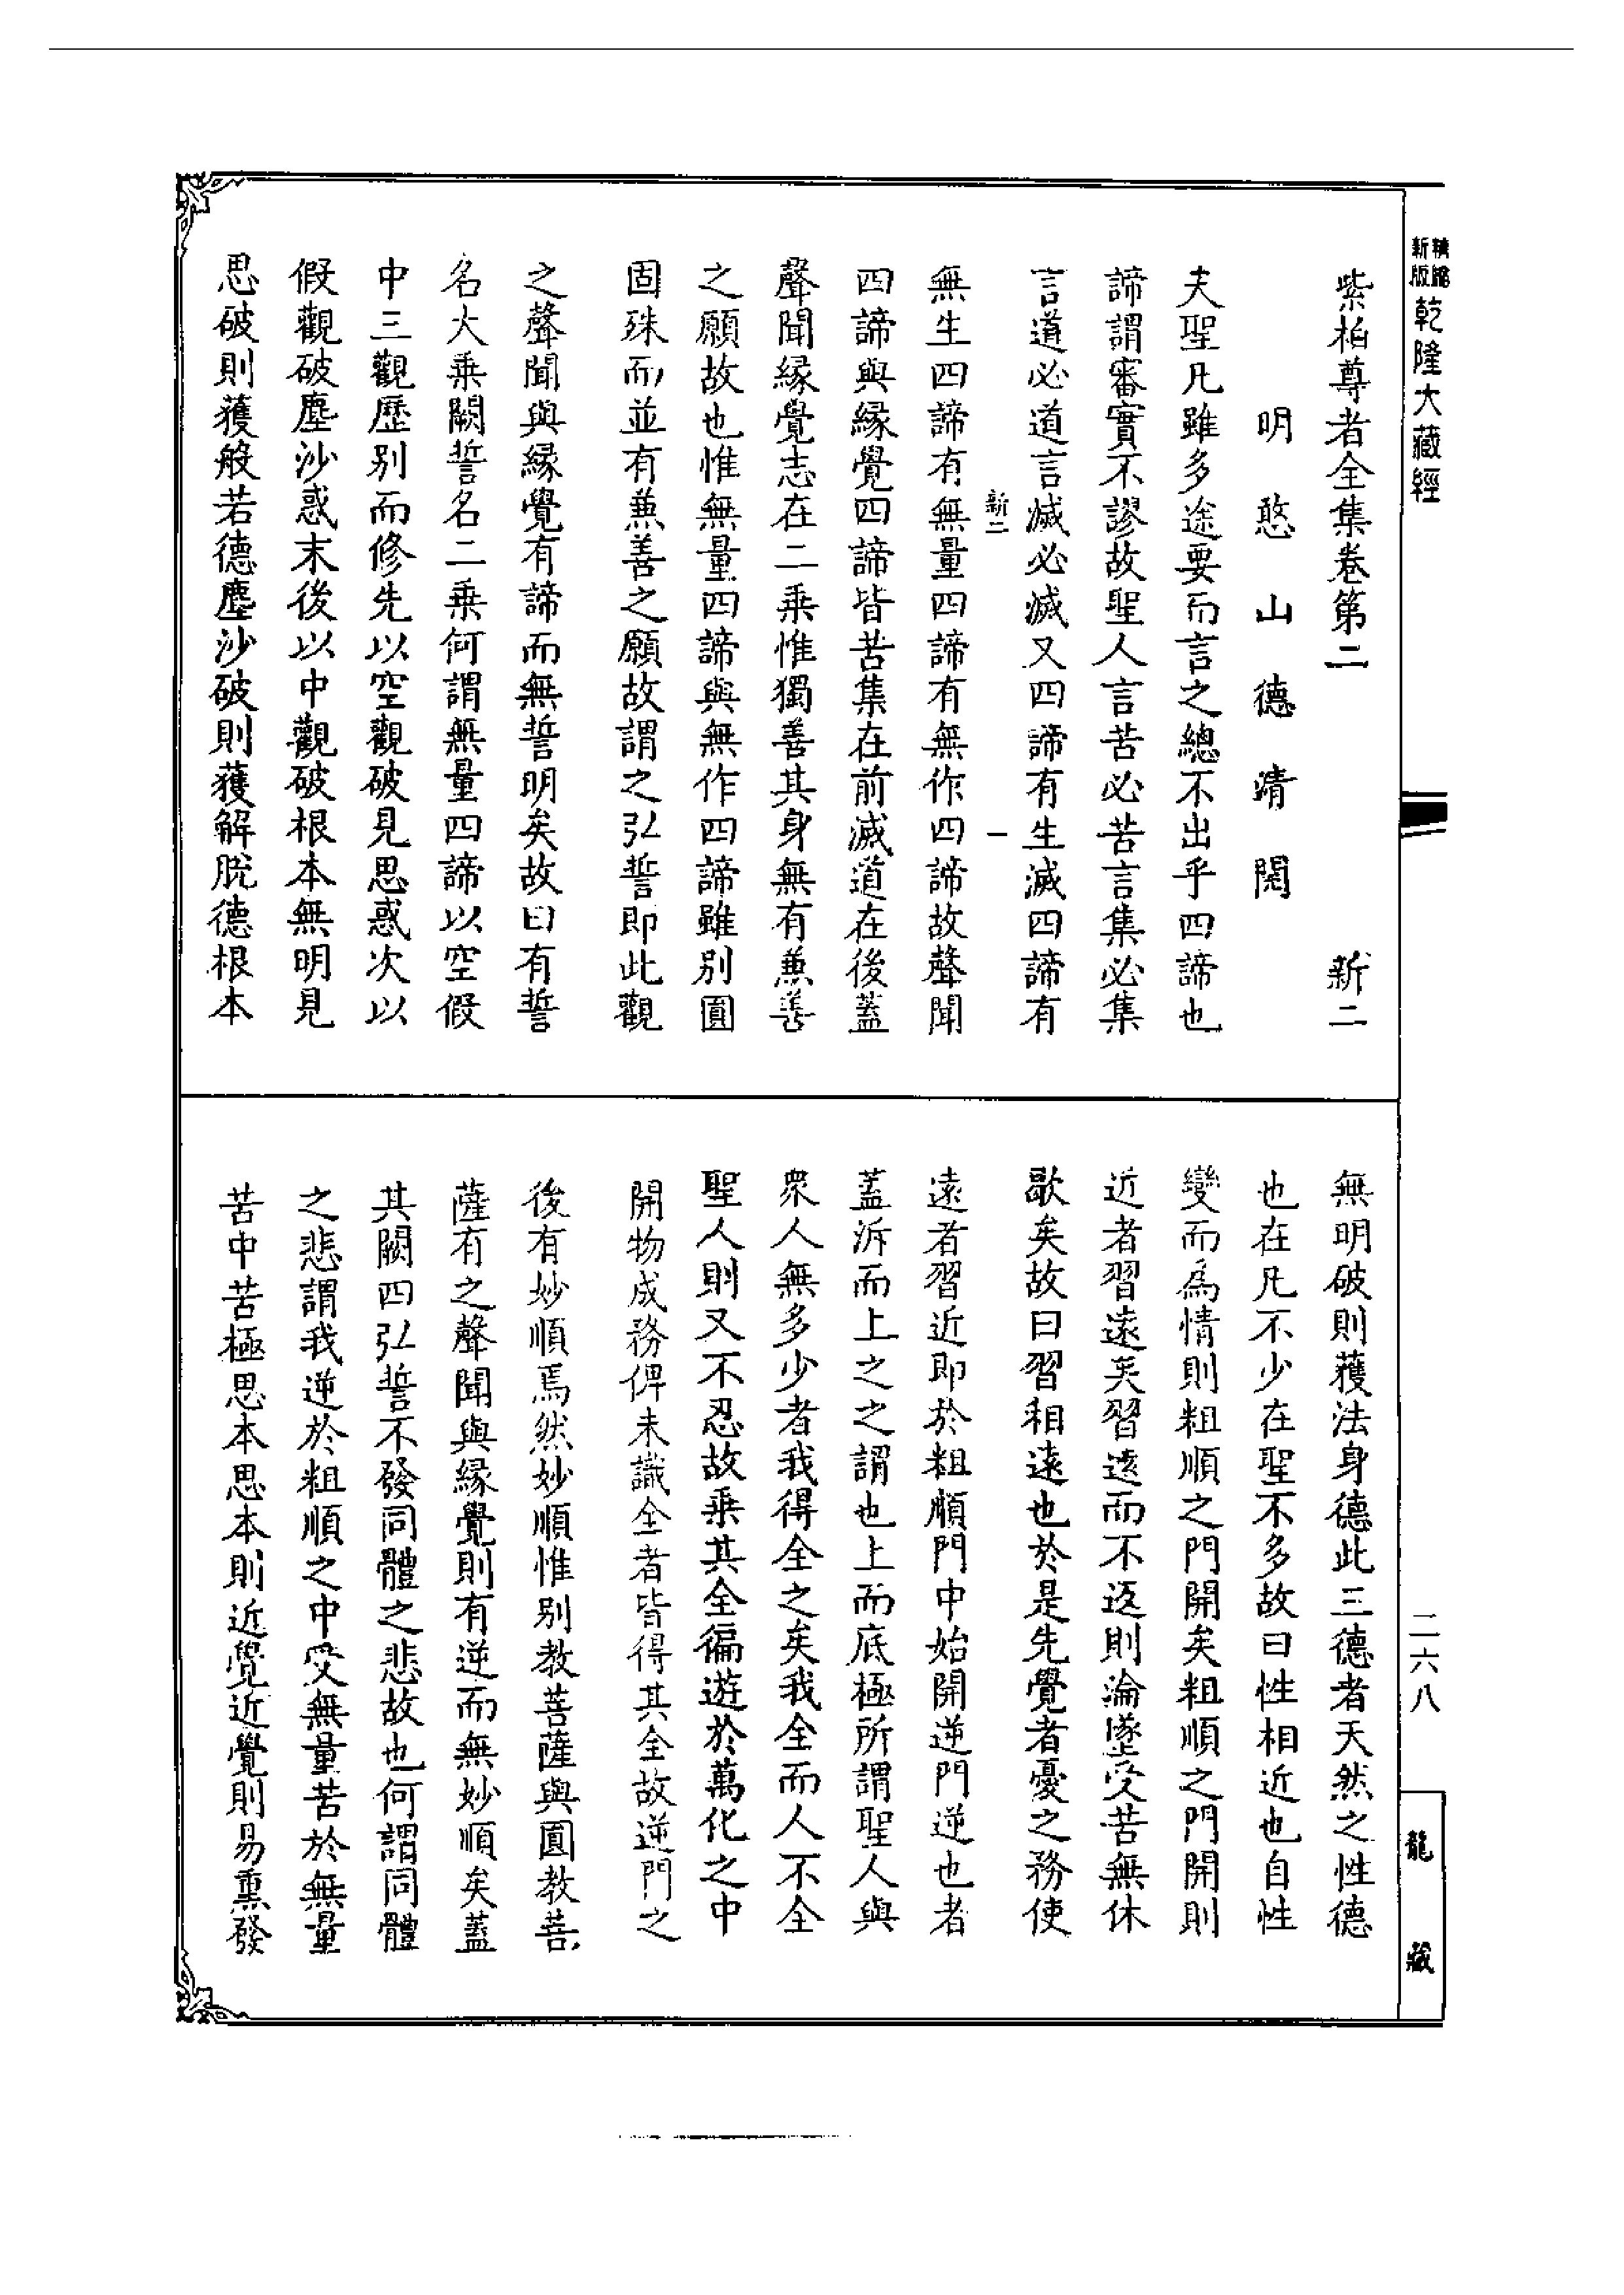 精縮新版乾隆大藏經
紫柏尊者全集卷第二 新二
明憨山德清閱
夫聖凡雖多途要而言之總不出乎四諦也
諦謂審實不謬故聖人言苦必苦言集必集
言道必道言滅必滅又四諦有生滅四諦有
新二 一
無生四諦有無量四諦有無作四諦故聲聞
四諦與緣覺四諦皆苦集在前滅道在後蓋
聲聞緣覺志在二乘惟獨善其身無有兼善
之願故也惟無量四諦與無作四諦雖別圓
固殊而並有兼善之願故謂之弘誓即此觀
之聲聞與緣覺有諦而無誓明矣故曰有誓
名大乘闕誓名二乘何謂無量四諦以空假
中三觀歷別而修先以空觀破見思惑次以
假觀破塵沙惑末後以中觀破根本無明見
思破則獲般若德塵沙破則獲解脫德根本
無明破則獲法身德此三德者天然之性德
也在凡不少在聖不多故曰性相近也自性
變而為情則粗順之門開矣粗順之門開則
近者習遠矣習遠而不返則淪墜受苦無休
歇矣故曰習相遠也於是先覺者憂之務使
遠者習近即於粗順門中始開逆門逆也者
蓋泝而上之之謂也上而底極所謂聖人與
眾人無多少者我得全之矣我全而人不全
聖人則又不忍故乘其全徧遊於萬化之中
開物成務俾未識全者皆得其全故逆門之
後有妙順焉然妙順惟別教菩薩與圓教菩
薩有之聲聞與緣覺則有逆而無妙順矣蓋
其闕四弘誓不發同體之悲故也何謂同體
之悲謂我逆於粗順之中受無量苦於無量
苦中苦極思本思本則近覺近覺則易熏發
二六八
龍藏